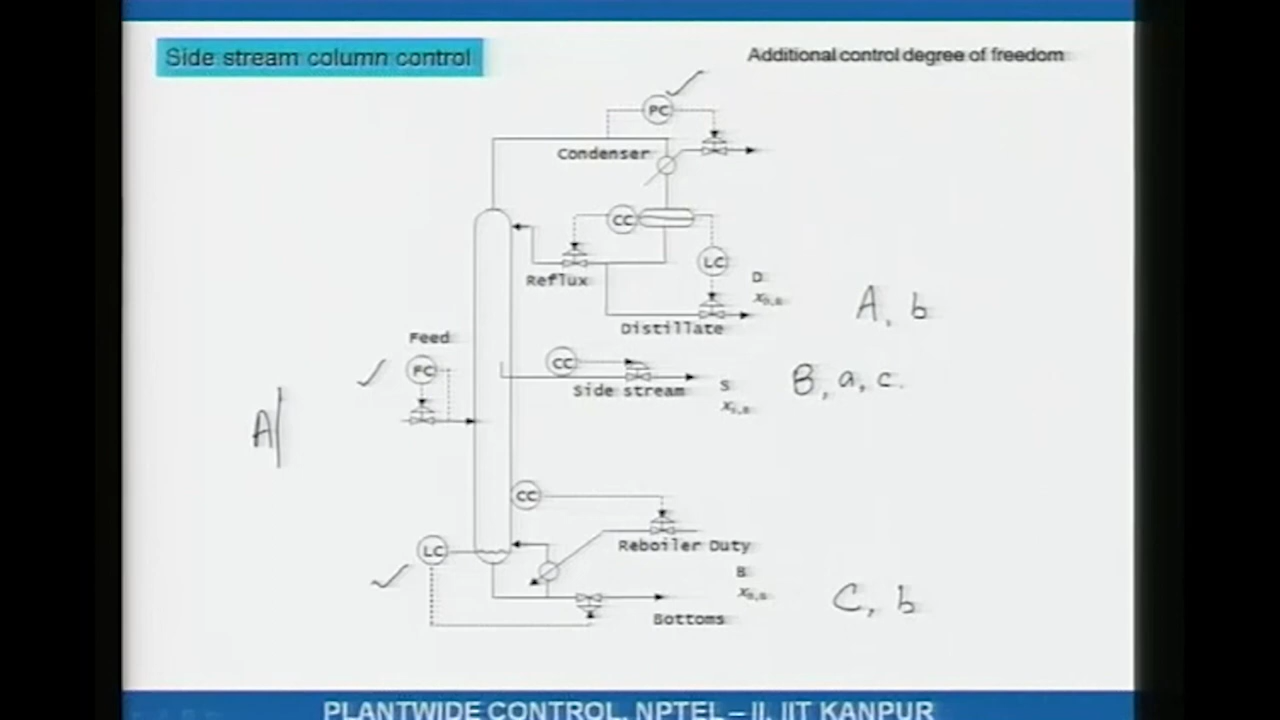 Side stream column control
Additional control degree of freedom
PC
Condenser
CC
LC
Reflux
D
Distillate
A, b
Feed
FC
CC
Side stream
S
B, a, c.
A
CC
LC
Reboiler Duty
B
Bottoms
C, b
PLANTWIDE CONTROL, NPTEL – II, IIT KANPUR